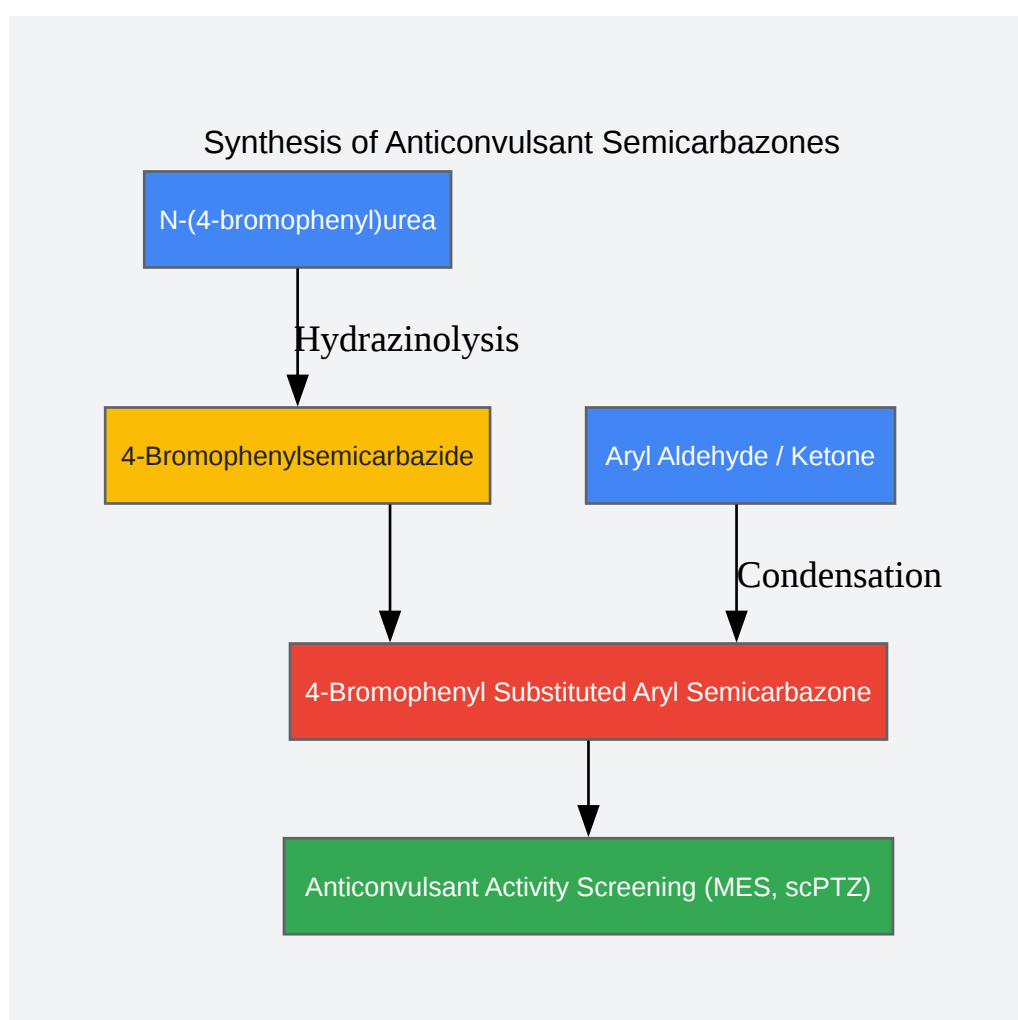 Synthesis of Anticonvulsant Semicarbazones
N-(4-bromophenyl)urea
Hydrazinolysis
4-Bromophenylsemicarbazide
Aryl Aldehyde / Ketone
Condensation
4-Bromophenyl Substituted Aryl Semicarbazone
Anticonvulsant Activity Screening (MES, scPTZ)